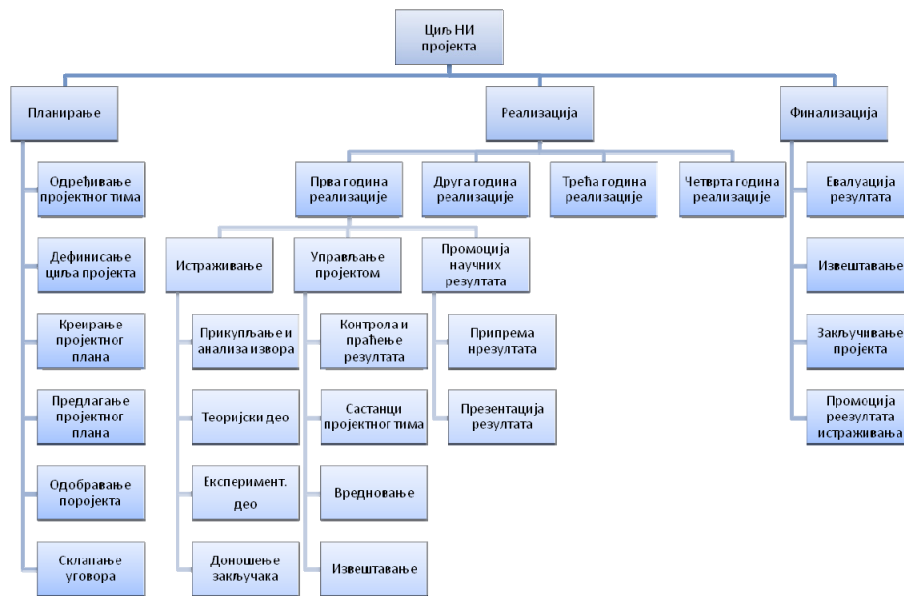 Циљ НИ
пројекта
Планирање
Реализација
Финализација
Одређивање
пројектног тима
Дефинисање
циља пројекта
Креирање
пројектног
плана
Предлагање
пројектног
плана
Одобравање
поројекта
Склапање
уговора
Прва година
реализације
Друга година
реализације
Трећа година
реализације
Четврта година
реализације
Истраживање
Управљање
пројектом
Промоција
научних
резултата
Прикупљање и
анализа извора
Теоријски део
Експеримент.
део
Доношење
закључака
Контрола и
праћење
резултата
Састанци
пројектног тима
Вредновање
Извештавање
Припрема
нрезултата
Презентација
резултата
Евалуација
резултата
Извештавање
Закључивање
пројекта
Промоција
реезултата
истраживања